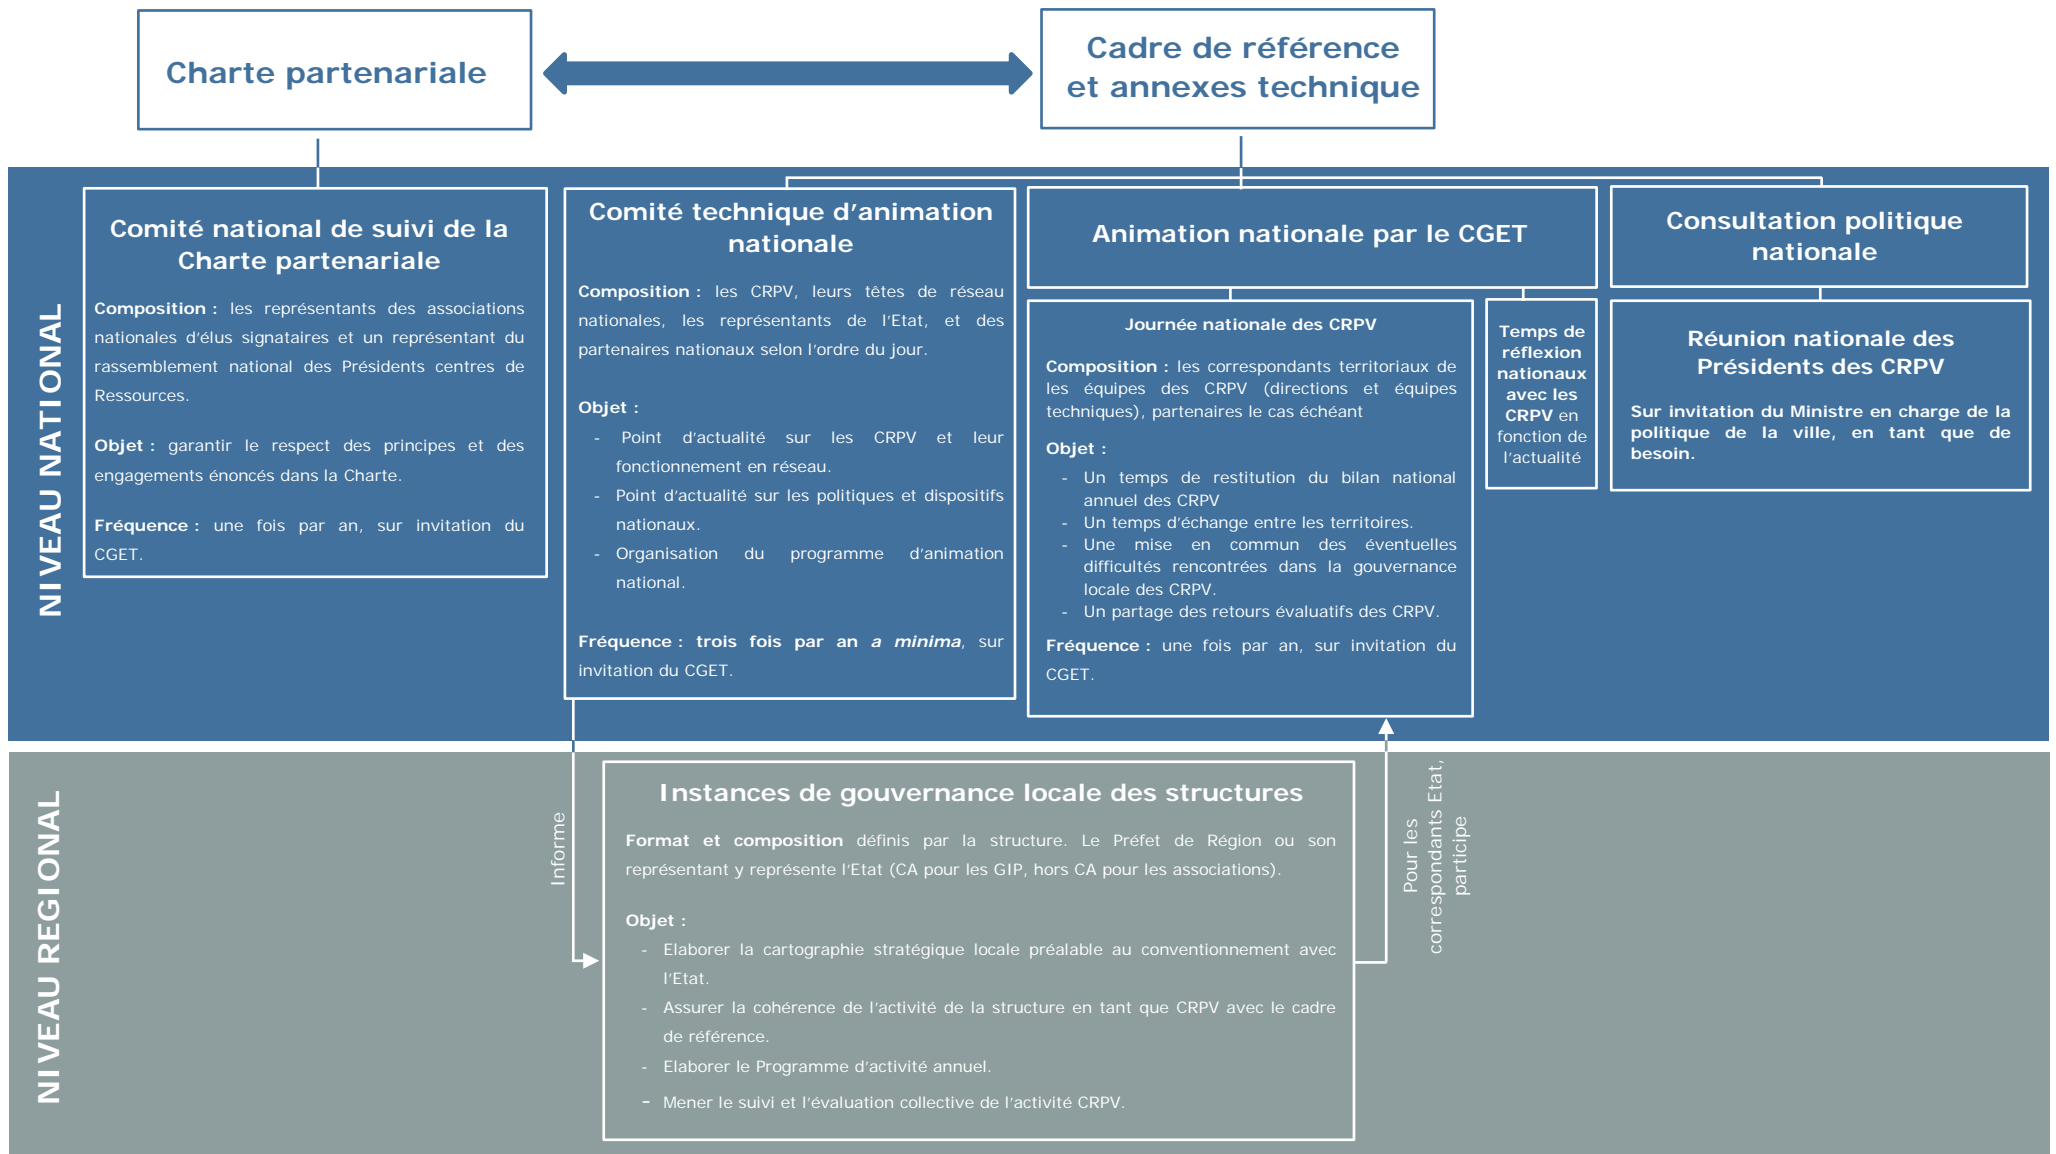 Charte partenariale
Cadre de référence
et annexes technique
NIVEAU NATIONAL
Comité national de suivi de la
Charte partenariale
Composition : les représentants des associations
nationales d'élus signataires et un représentant du
rassemblement national des Présidents centres de
Ressources.
Objet : garantir le respect des principes et des
engagements énoncés dans la Charte.
Fréquence : une fois par an, sur invitation du
CGET.
Comité technique d'animation
nationale
Composition : les CRPV, leurs têtes de réseau
nationales, les représentants de l'Etat, et des
partenaires nationaux selon l'ordre du jour.
Objet :
- Point d'actualité sur les CRPV et leur
fonctionnement en réseau.
- Point d'actualité sur les politiques et dispositifs
nationaux.
- Organisation du programme d'animation
national.
Fréquence : trois fois par an a minima, sur
invitation du CGET.
Animation nationale par le CGET
Journée nationale des CRPV
Composition : les correspondants territoriaux de
les équipes des CRPV (directions et équipes
techniques), partenaires le cas échéant
Objet :
- Un temps de restitution du bilan national
annuel des CRPV
- Un temps d'échange entre les territoires.
- Une mise en commun des éventuelles
difficultés rencontrées dans la gouvernance
locale des CRPV.
- Un partage des retours évaluatifs des CRPV.
Fréquence : une fois par an, sur invitation du
CGET.
Temps de
réflexion
nationaux
avec les
CRPV en
fonction de
l'actualité
Consultation politique
nationale
Réunion nationale des
Présidents des CRPV
Sur invitation du Ministre en charge de la
politique de la ville, en tant que de
besoin.
NIVEAU REGIONAL
Informe
Instances de gouvernance locale des structures
Format et composition définis par la structure. Le Préfet de Région ou son
représentant y représente l'Etat (CA pour les GIP, hors CA pour les associations).
Objet :
- Elaborer la cartographie stratégique locale préalable au conventionnement avec
l'Etat.
- Assurer la cohérence de l'activité de la structure en tant que CRPV avec le cadre
de référence.
- Elaborer le Programme d'activité annuel.
- Mener le suivi et l'évaluation collective de l'activité CRPV.
Pour les
correspondants Etat,
participe